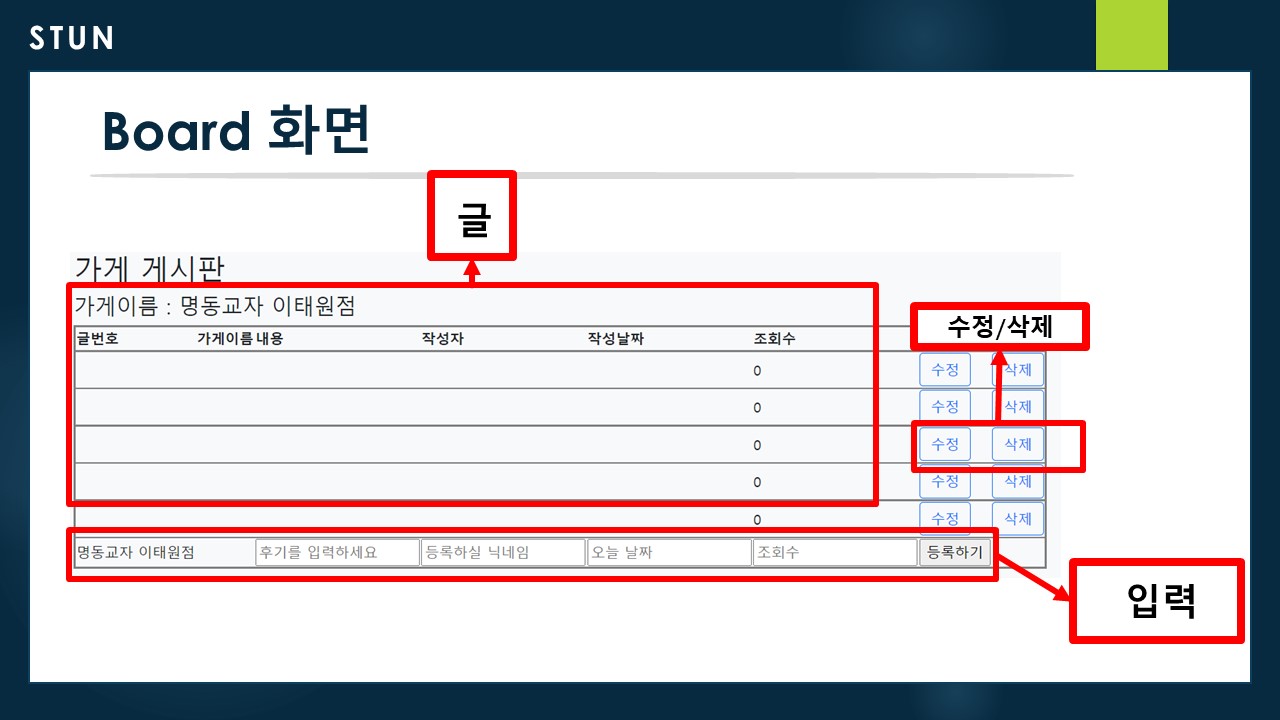 STUN
Board 화면
글
가게 게시판
가게이름 : 명동교자 이태원점
수정/삭제
글번호 가게이름 내용 작성자 작성날짜 조회수
0 수정 삭제
0 수정 삭제
0 수정 삭제
0 수정 삭제
0 수정 삭제
명동교자 이태원점 후기를 입력하세요 등록하실 닉네임 오늘 날짜 조회수 등록하기
입력